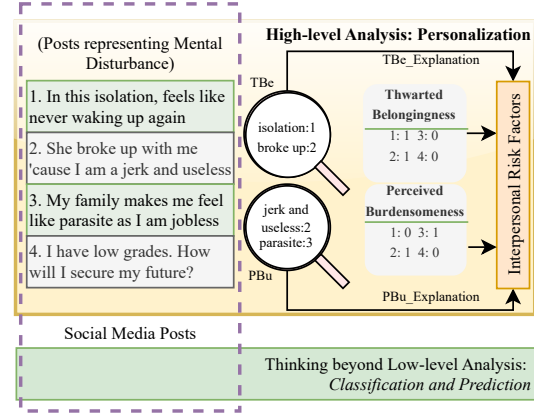 (Posts representing Mental
Disturbance)
1. In this isolation, feels like
never waking up again
2. She broke up with me
'cause I am a jerk and useless
3. My family makes me feel
like parasite as I am jobless
4. I have low grades. How
will I secure my future?
Social Media Posts
High-level Analysis: Personalization
TBe_Explanation
TBe
isolation:1
broke up:2
jerk and
useless:2
parasite:3
PBu
Thwarted
Belongingness
1: 1 3: 0
2: 1 4: 0
Perceived
Burdensomeness
1: 0 3: 1
2: 1 4: 0
PBu_Explanation
Interpersonal Risk Factors
Thinking beyond Low-level Analysis:
Classification and Prediction